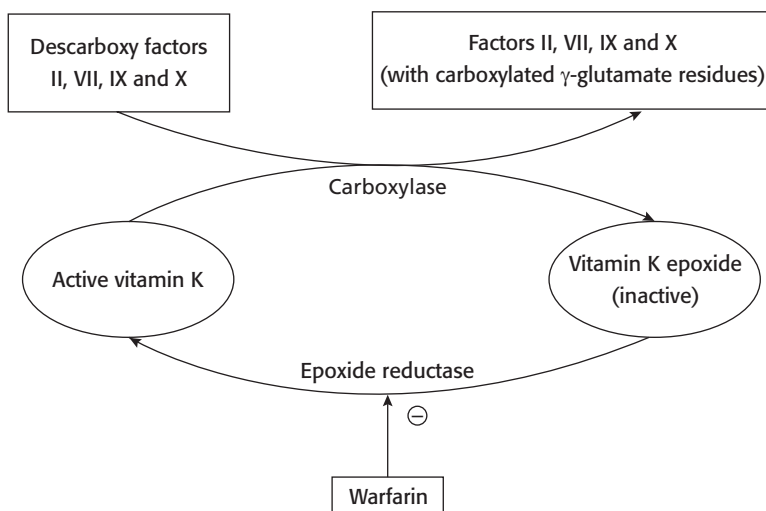 Descarboxy factors
II, VII, IX and X
Factors II, VII, IX and X
(with carboxylated γ-glutamate residues)
Carboxylase
Active vitamin K
Vitamin K epoxide
(inactive)
Epoxide reductase
−
Warfarin